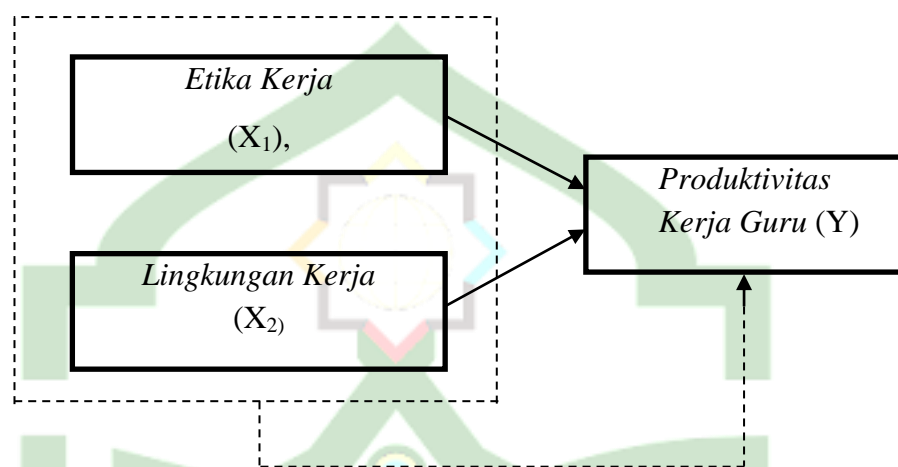 Etika Kerja
(X₁),
Produktivitas
Kerja Guru (Y)
Lingkungan Kerja
(X₂₎